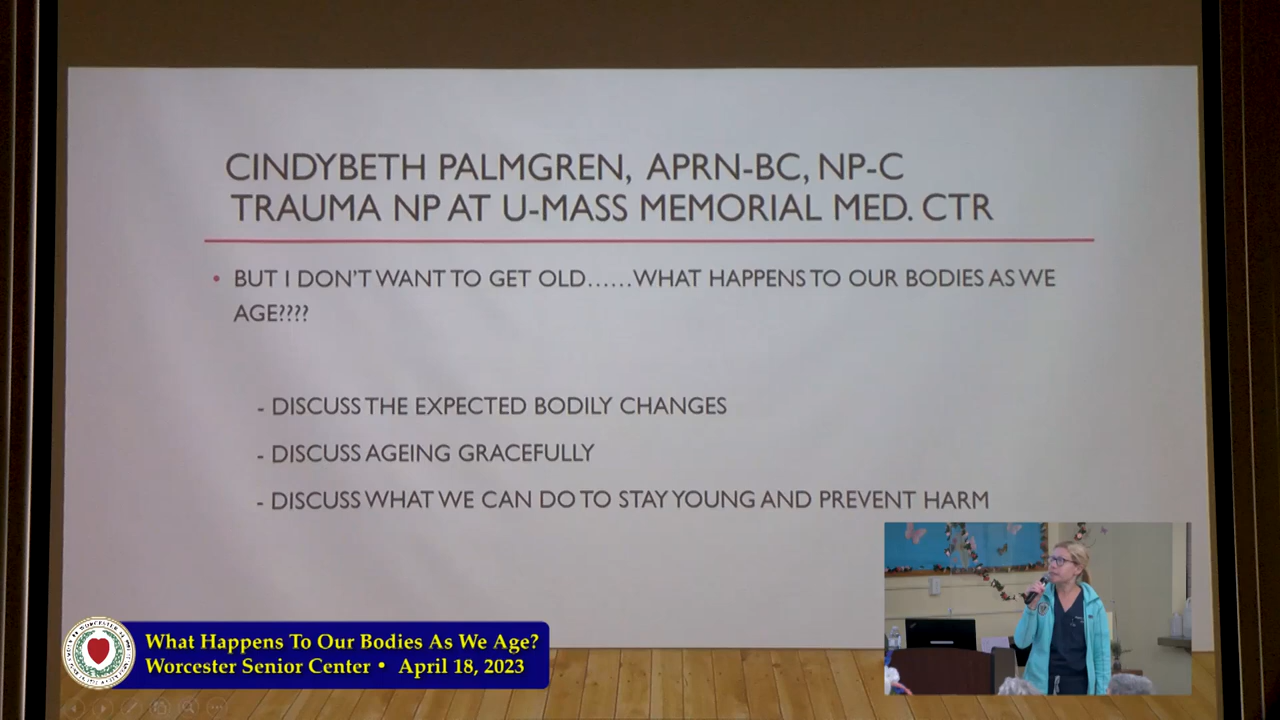 CINDYBETH PALMGREN, APRN-BC, NP-C
TRAUMA NP AT U-MASS MEMORIAL MED. CTR
• BUT I DON'T WANT TO GET OLD......WHAT HAPPENS TO OUR BODIES AS WE
AGE????
- DISCUSS THE EXPECTED BODILY CHANGES
- DISCUSS AGEING GRACEFULLY
- DISCUSS WHAT WE CAN DO TO STAY YOUNG AND PREVENT HARM
What Happens To Our Bodies As We Age?
Worcester Senior Center • April 18, 2023